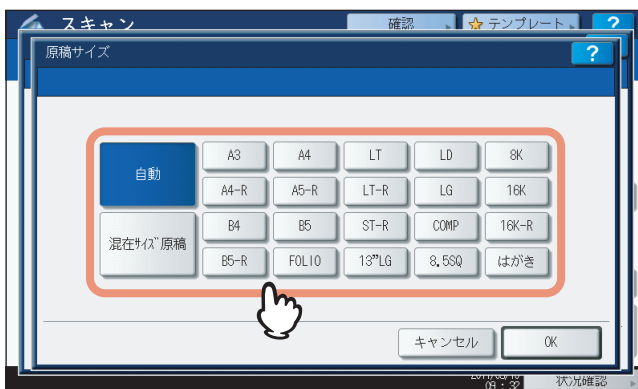 スキャン 確認 テンプレート ?
原稿サイズ ?
自動 A3 A4 LT LD 8K
A4-R A5-R LT-R LG 16K
混在ｻｲｽﾞ原稿 B4 B5 ST-R COMP 16K-R
B5-R FOLIO 13"LG 8.5SQ はがき
キャンセル OK
09:32 状況確認